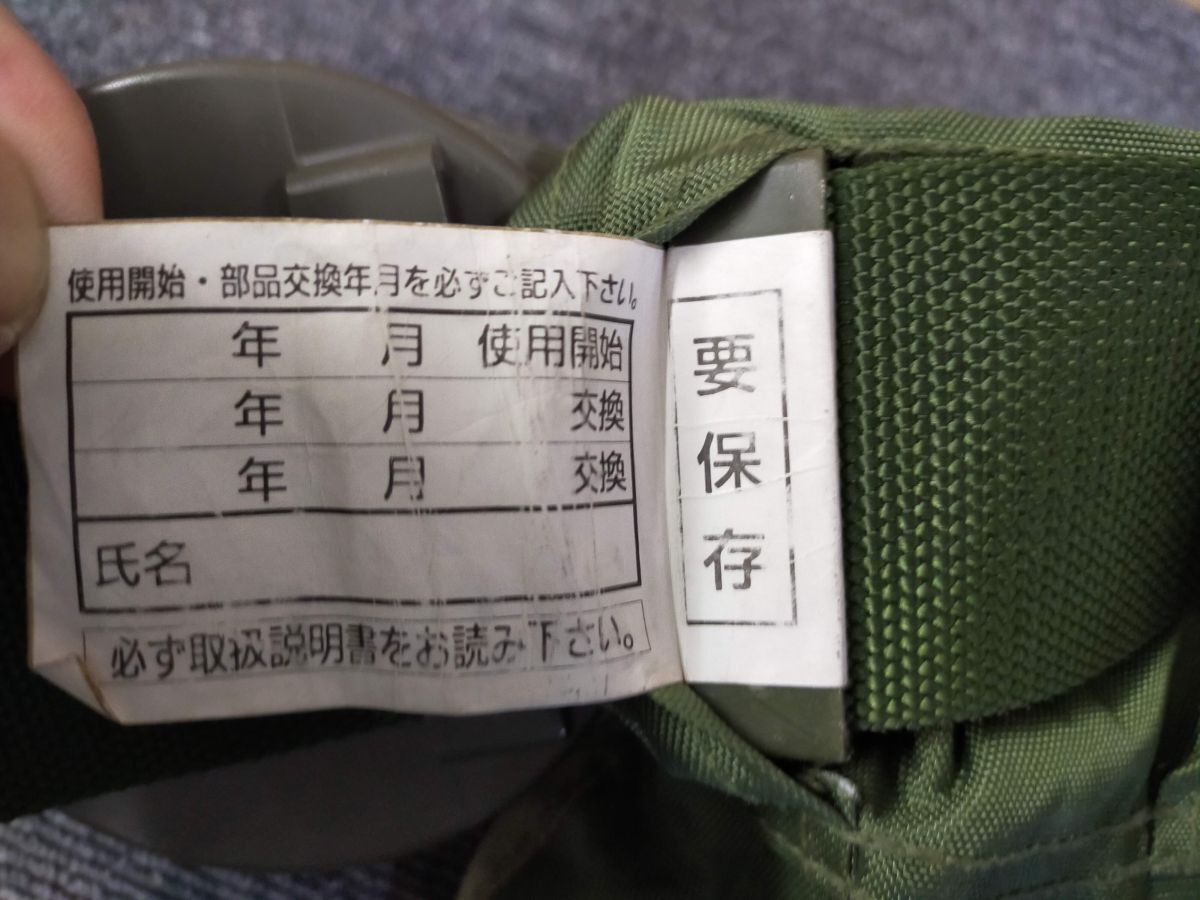 使用開始・部品交換年月を必ずご記入下さい。
年 月 使用開始
年 月 交換
年 月 交換
氏名
必ず取扱説明書をお読み下さい。
要保存